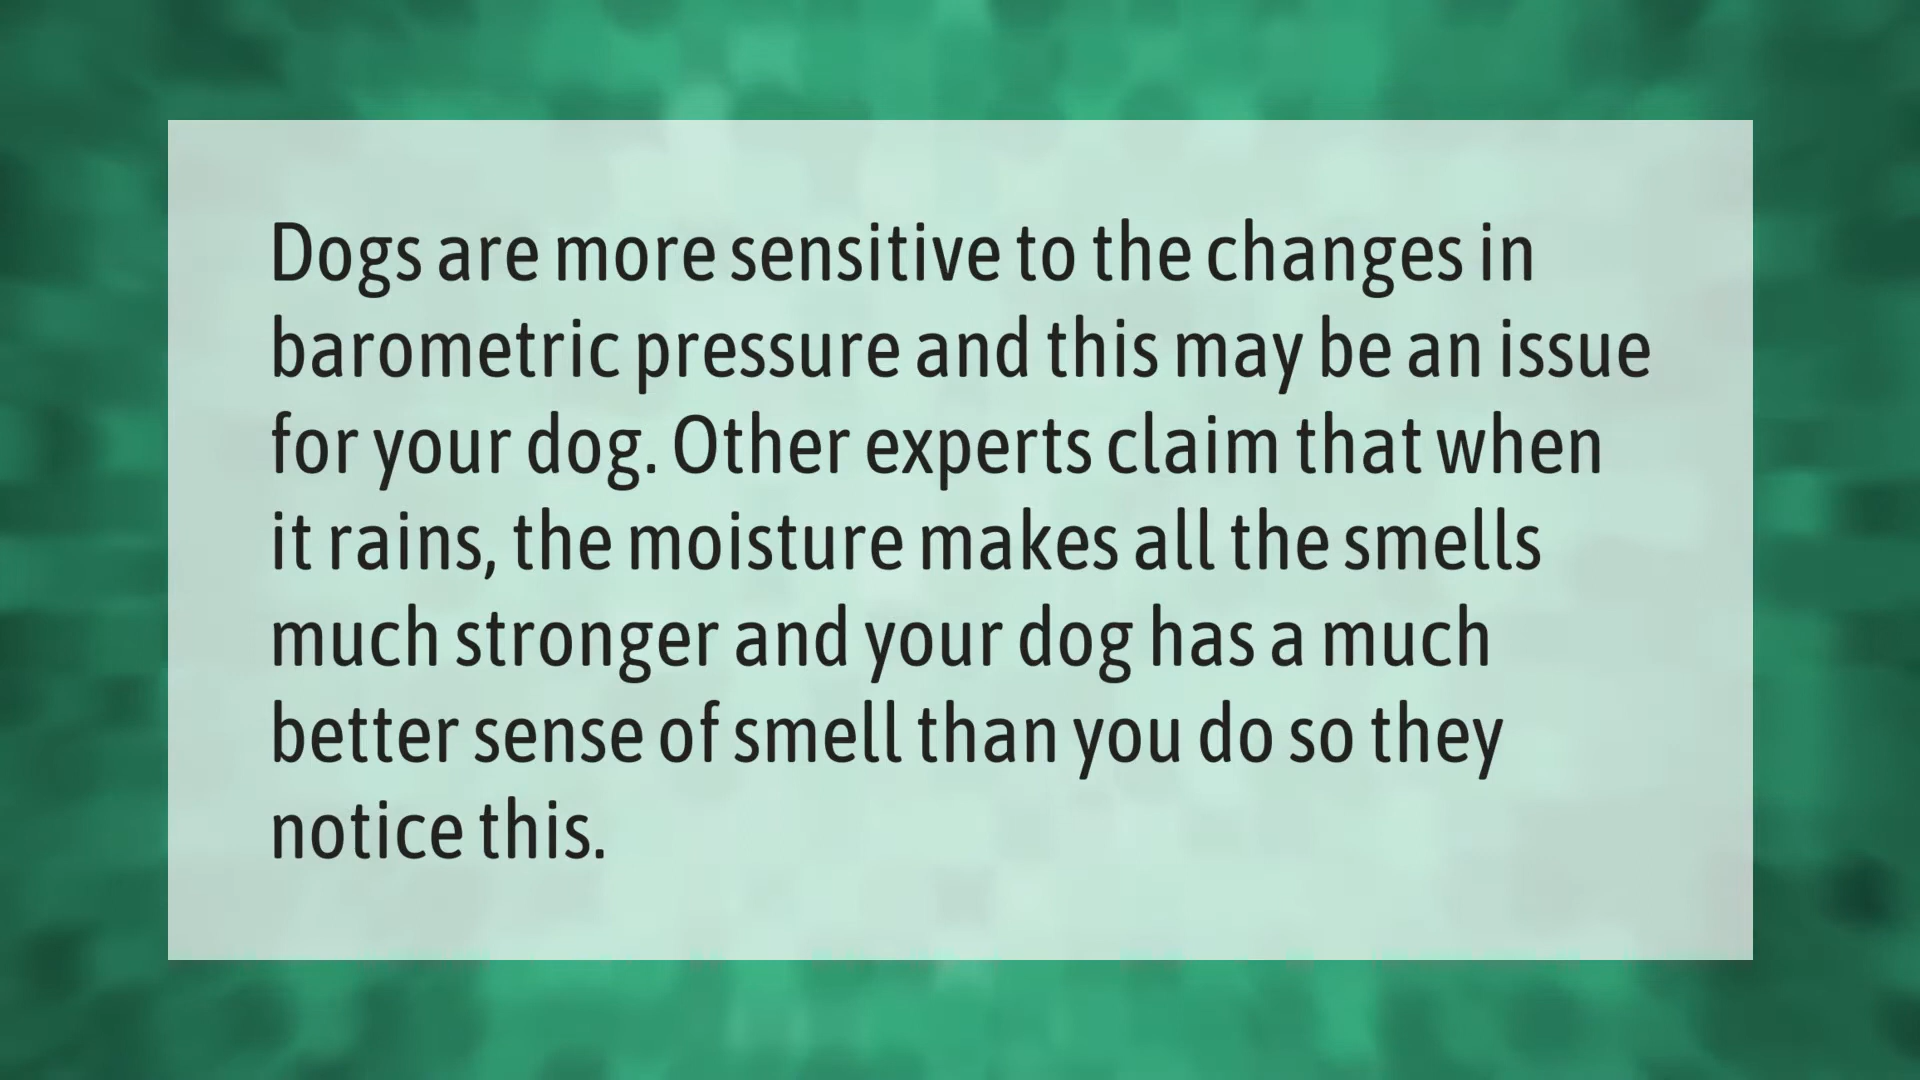 Dogs are more sensitive to the changes in
barometric pressure and this may be an issue
for your dog. Other experts claim that when
it rains, the moisture makes all the smells
much stronger and your dog has a much
better sense of smell than you do so they
notice this.